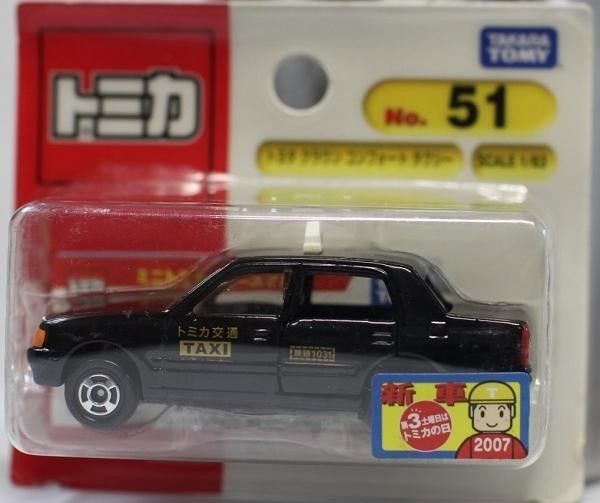 トミカ
TAKARA
TOMY
No. 51
トヨタ クラウン コンフォート タクシー
SCALE 1/63
トミカ交通
TAXI
無線1031
新車
第3土曜日は
トミカの日
T
2007